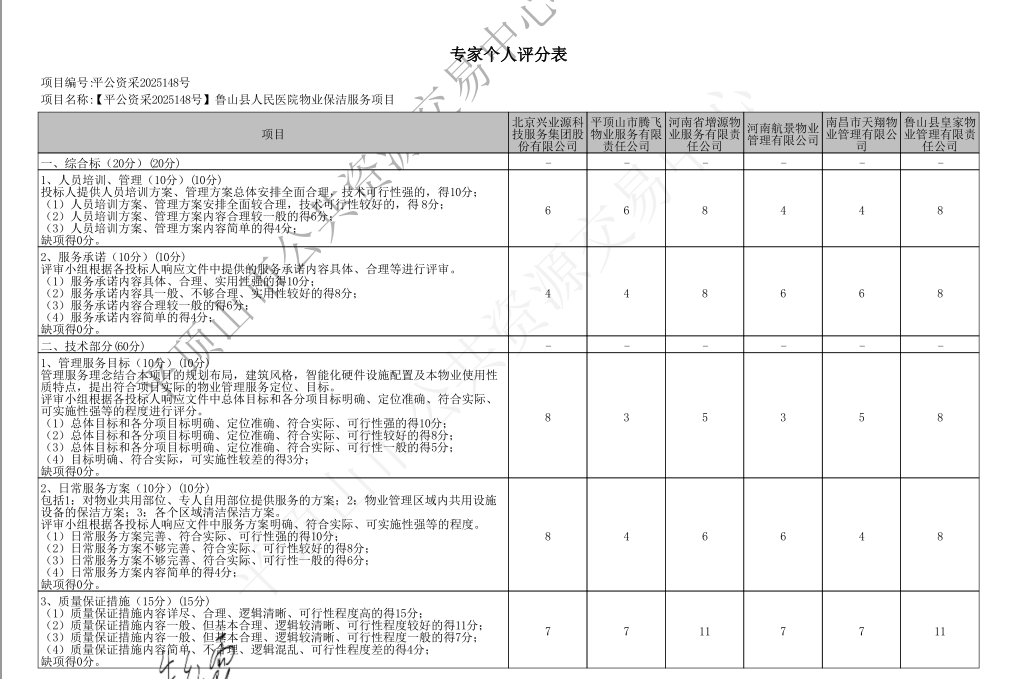 专家个人评分表
项目编号:平公资采2025148号
项目名称:【平公资采2025148号】鲁山县人民医院物业保洁服务项目
项目
北京兴业源科
技服务集团股
份有限公司
平顶山市腾飞
物业服务有限
责任公司
河南省增源物
业服务有限责
任公司
河南航景物业
管理有限公司
南昌市天翔物
业管理有限公
司
鲁山县皇家物
业管理有限责
任公司
一、综合标（20分）(20分) － － － － － －
1、人员培训、管理（10分）(10分)
投标人提供人员培训方案、管理方案总体安排全面合理，技术可行性强的，得10分；
（1）人员培训方案、管理方案安排全面较合理，技术可行性较好的，得 8分；
（2）人员培训方案、管理方案内容合理较一般的得6分；
（3）人员培训方案、管理方案内容简单的得4分；
缺项得0分。
6 6 8 4 4 8
2、服务承诺（10分）(10分)
评审小组根据各投标人响应文件中提供的服务承诺内容具体、合理等进行评审。
（1）服务承诺内容具体、合理、实用性强的得10分；
（2）服务承诺内容具一般、不够合理、实用性较好的得8分；
（3）服务承诺内容合理较一般的得6分；
（4）服务承诺内容简单的得4分；
缺项得0分。
4 4 8 6 6 8
二、技术部分(60分) － － － － － －
1、管理服务目标（10分）(10分)
管理服务理念结合本项目的规划布局，建筑风格，智能化硬件设施配置及本物业使用性
质特点，提出符合项目实际的物业管理服务定位、目标。
评审小组根据各投标人响应文件中总体目标和各分项目标明确、定位准确、符合实际、
可实施性强等的程度进行评分。
（1）总体目标和各分项目标明确、定位准确、符合实际、可行性强的得10分；
（2）总体目标和各分项目标明确、定位准确、符合实际、可行性较好的得8分；
（3）总体目标和各分项目标明确、定位准确、符合实际、可行性一般的得5分；
（4）目标明确、符合实际，可实施性较差的得3分；
缺项得0分。
8 3 5 3 5 8
2、日常服务方案（10分）(10分)
包括1：对物业共用部位、专人自用部位提供服务的方案；2：物业管理区域内共用设施
设备的保洁方案；3：各个区域清洁保洁方案。
评审小组根据各投标人响应文件中服务方案明确、符合实际、可实施性强等的程度。
（1）日常服务方案完善、符合实际、可行性强的得10分；
（2）日常服务方案不够完善、符合实际、可行性较好的得8分；
（3）日常服务方案不够完善、符合实际、可行性一般的得6分；
（4）日常服务方案内容简单的得4分；
缺项得0分。
8 4 6 6 4 8
3、质量保证措施（15分）(15分)
（1）质量保证措施内容详尽、合理、逻辑清晰、可行性程度高的得15分；
（2）质量保证措施内容一般、但基本合理、逻辑较清晰、可行性程度较好的得11分；
（3）质量保证措施内容一般、但基本合理、逻辑较清晰、可行性程度一般的得7分；
（4）质量保证措施内容简单、不合理、逻辑混乱、可行性程度差的得4分；
缺项得0分。
7 7 11 7 7 11
平顶山市公共资源交易中心
平顶山市公共资源交易中心